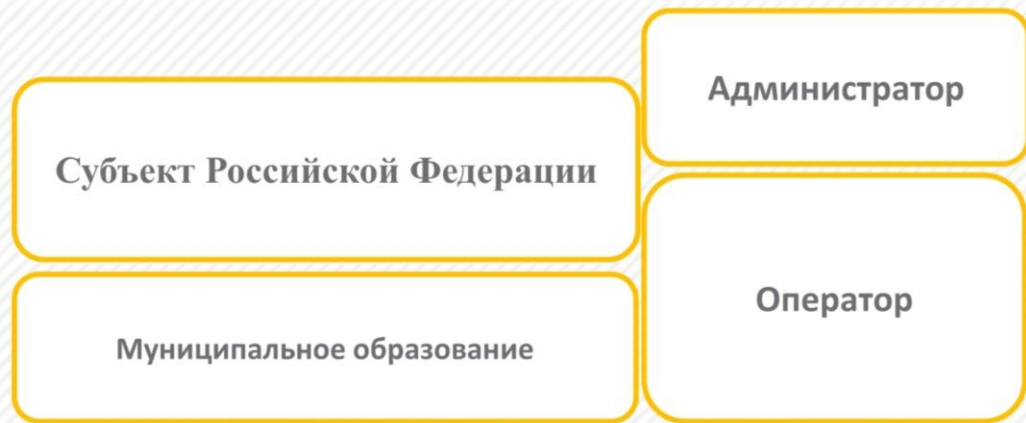 Администратор
Субъект Российской Федерации
Оператор
Муниципальное образование